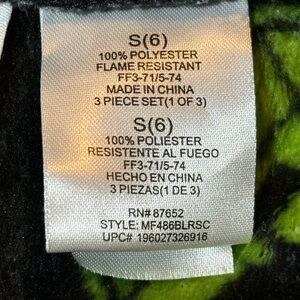 S(6)
100% POLYESTER
FLAME RESISTANT
FF3-71/5-74
MADE IN CHINA
3 PIECE SET(1 OF 3)
S(6)
100% POLIESTER
RESISTENTE AL FUEGO
FF3-71/5-74
HECHO EN CHINA
3 PIEZAS(1 DE 3)
RN# 87652
STYLE: MF486BLRSC
UPC# 196027326916